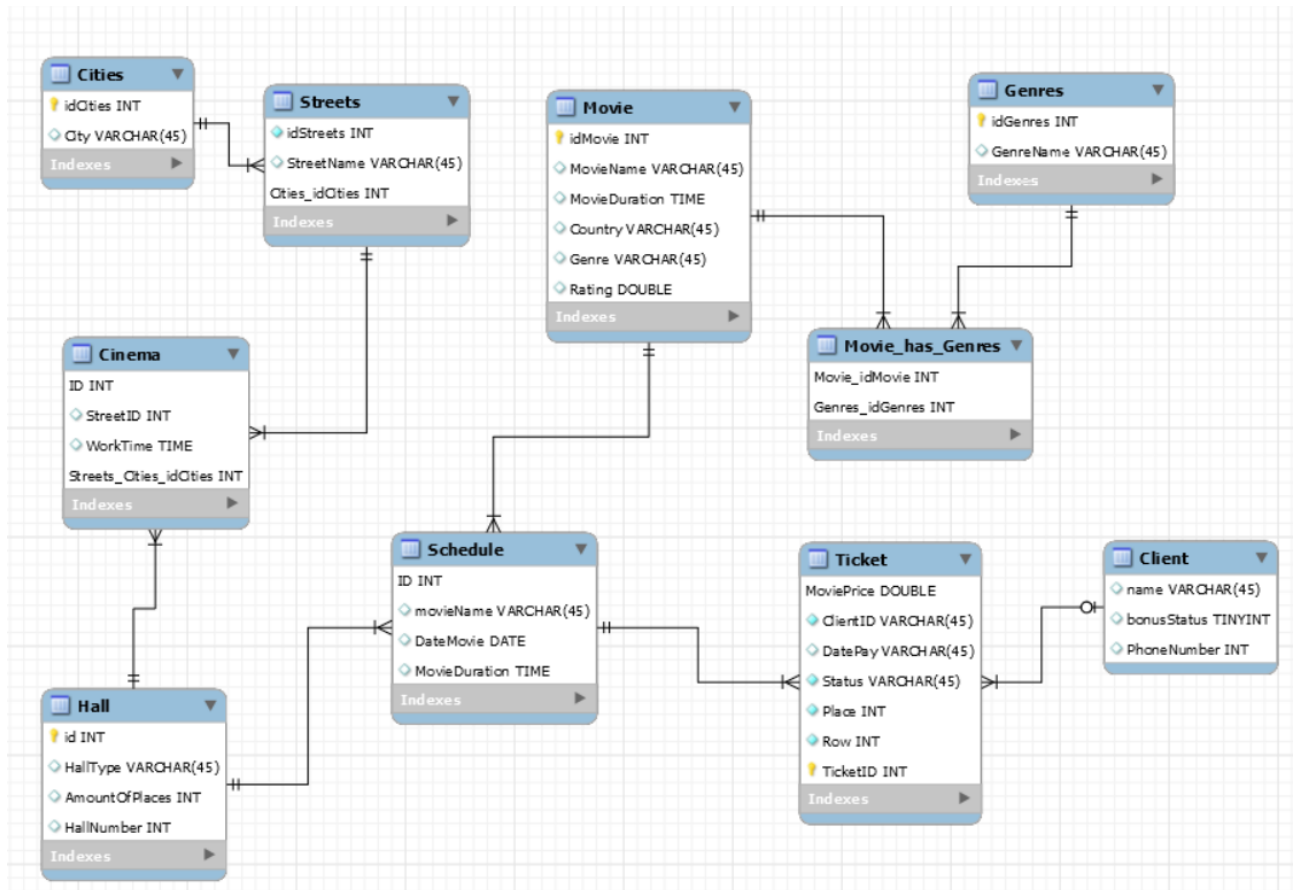 Cities
idCities INT
City VARCHAR(45)
Indexes
Streets
idStreets INT
StreetName VARCHAR(45)
Cities_idCities INT
Indexes
Movie
idMovie INT
MovieName VARCHAR(45)
MovieDuration TIME
Country VARCHAR(45)
Genre VARCHAR(45)
Rating DOUBLE
Indexes
Genres
idGenres INT
GenreName VARCHAR(45)
Indexes
Cinema
ID INT
StreetID INT
WorkTime TIME
Streets_Cities_idCities INT
Indexes
Movie_has_Genres
Movie_idMovie INT
Genres_idGenres INT
Indexes
Schedule
ID INT
movieName VARCHAR(45)
DateMovie DATE
MovieDuration TIME
Indexes
Ticket
MoviePrice DOUBLE
ClientID VARCHAR(45)
DatePay VARCHAR(45)
Status VARCHAR(45)
Place INT
Row INT
TicketID INT
Indexes
Client
name VARCHAR(45)
bonusStatus TINYINT
PhoneNumber INT
Hall
id INT
HallType VARCHAR(45)
AmountOfPlaces INT
HallNumber INT
Indexes